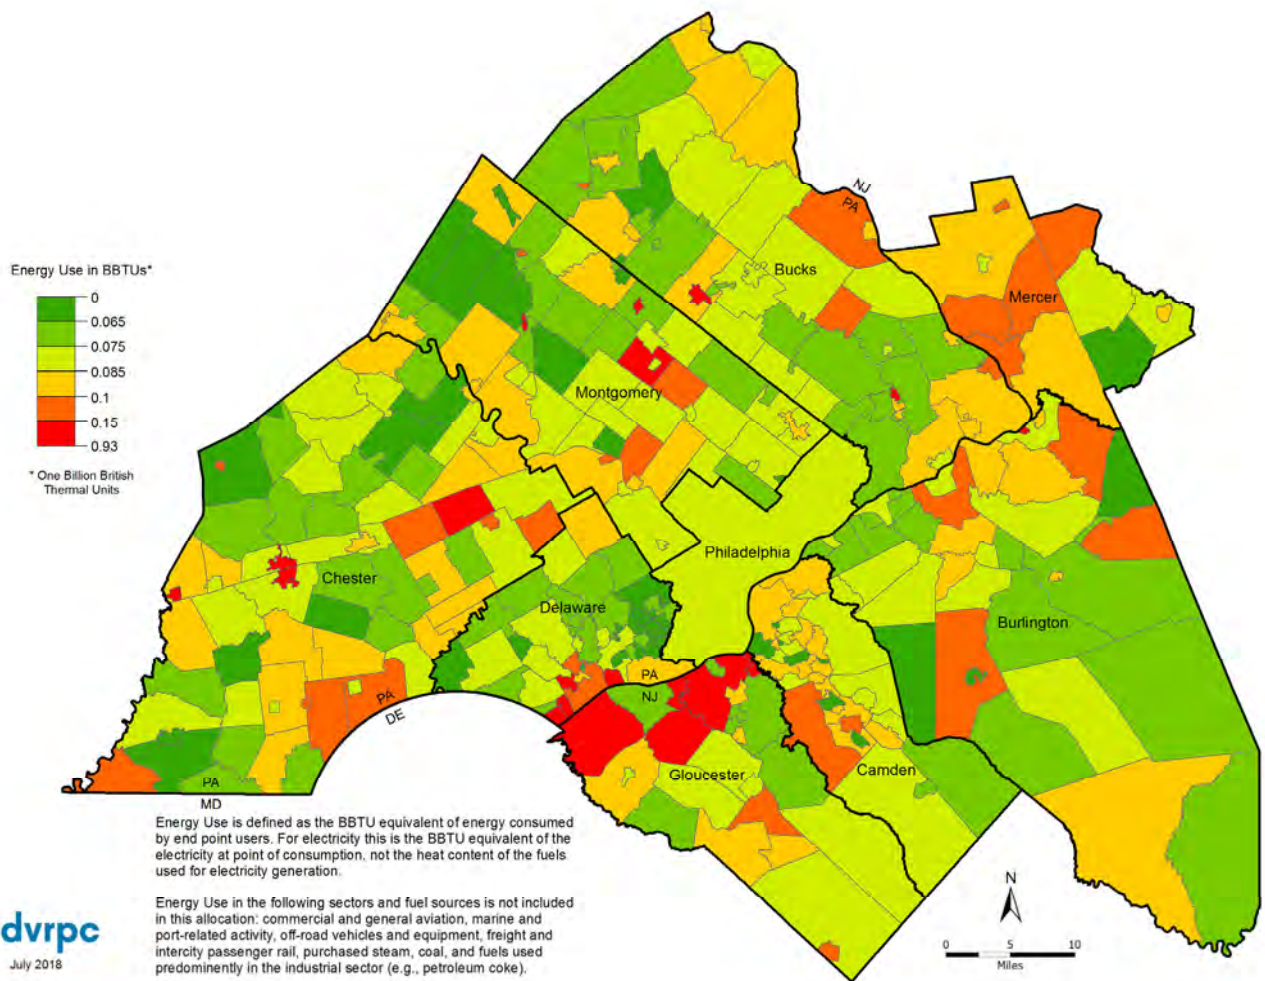 NJ
PA
Bucks
Mercer
Energy Use in BBTUs*
0
0.065
0.075
0.085
0.1
0.15
0.93
* One Billion British
Thermal Units
Montgomery
Philadelphia
Chester
Delaware
Burlington
PA
NJ
PA
DE
Gloucester
Camden
PA
MD
Energy Use is defined as the BBTU equivalent of energy consumed
by end point users. For electricity this is the BBTU equivalent of the
electricity at point of consumption, not the heat content of the fuels
used for electricity generation.
Energy Use in the following sectors and fuel sources is not included
in this allocation: commercial and general aviation, marine and
port-related activity, off-road vehicles and equipment, freight and
intercity passenger rail, purchased steam, coal, and fuels used
predominently in the industrial sector (e.g., petroleum coke).
N
0 5 10
Miles
dvrpc
July 2018